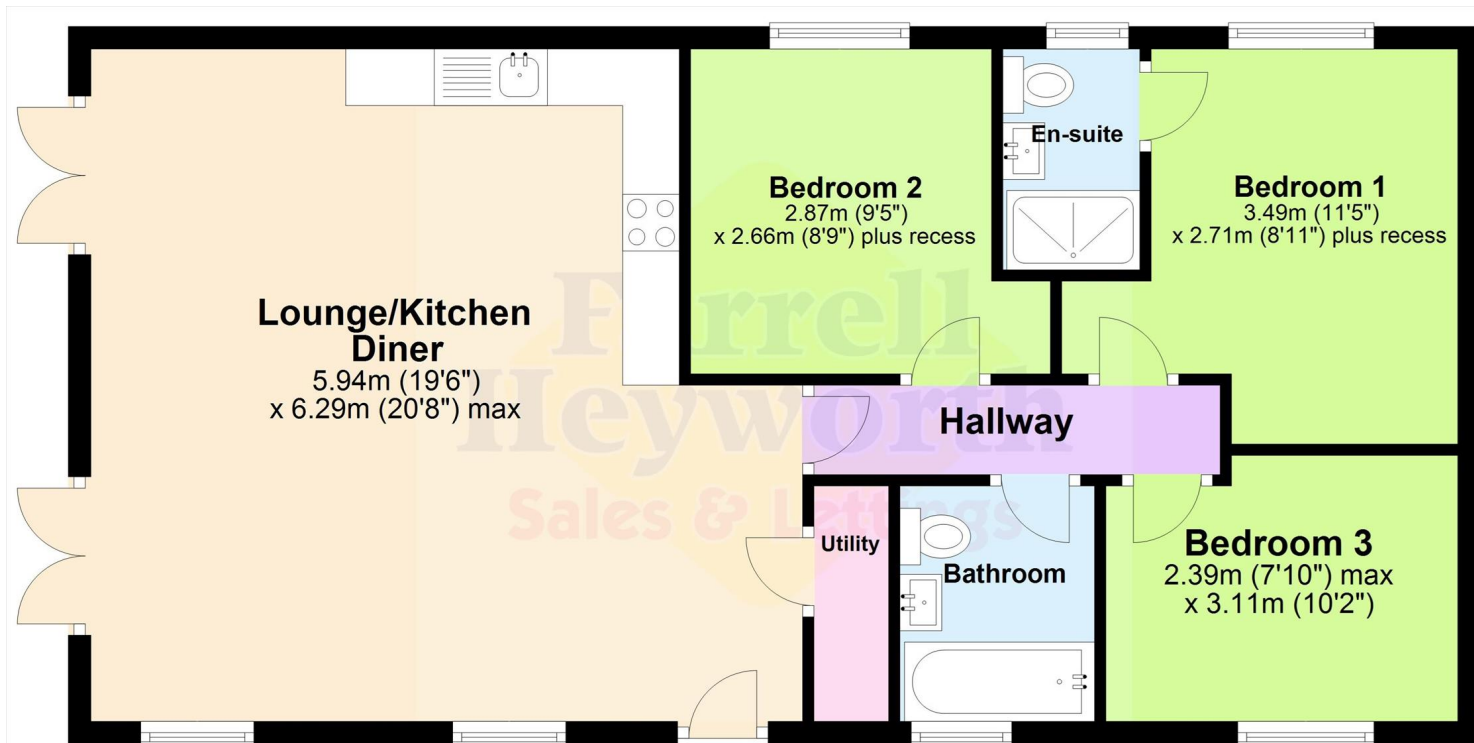 Lounge/Kitchen
Diner
5.94m (19'6")
x 6.29m (20'8") max
Bedroom 2
2.87m (9'5")
x 2.66m (8'9") plus recess
En-suite
Bedroom 1
3.49m (11'5")
x 2.71m (8'11") plus recess
Hallway
Utility
Bathroom
Bedroom 3
2.39m (7'10") max
x 3.11m (10'2")
Farrell
Heyworth
Sales & Lettings